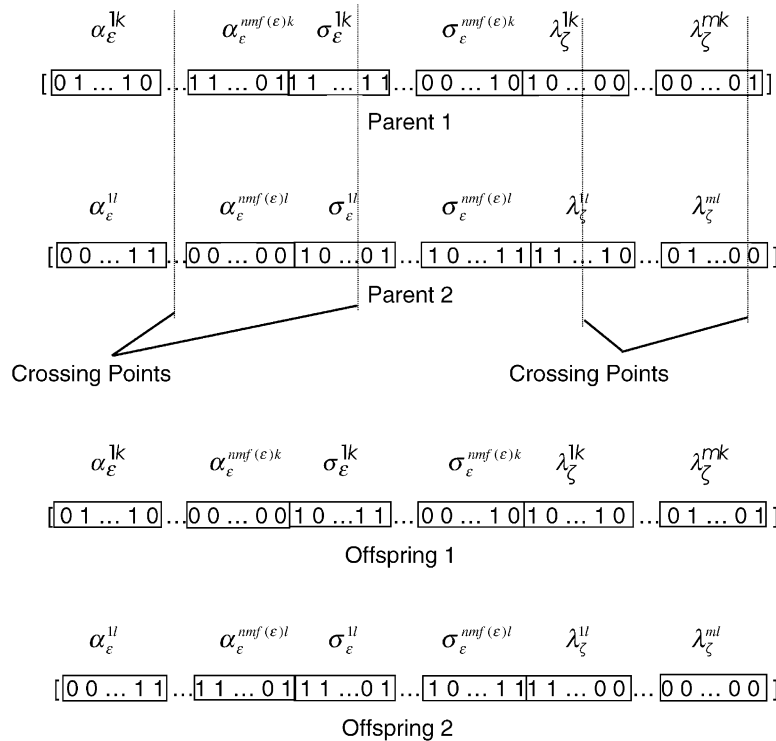 α_ε^{1k} α_ε^{nmf(ε)k} σ_ε^{1k} σ_ε^{nmf(ε)k} λ_ζ^{1k} λ_ζ^{mk}
[ 0 1 ... 1 0 ... 1 1 ... 0 1 1 1 ... 1 1 ... 0 0 ... 1 0 1 0 ... 0 0 ... 0 0 ... 0 1 ]
Parent 1
α_ε^{1l} α_ε^{nmf(ε)l} σ_ε^{1l} σ_ε^{nmf(ε)l} λ_ζ^{1l} λ_ζ^{ml}
[ 0 0 ... 1 1 ... 0 0 ... 0 0 1 0 ... 0 1 ... 1 0 ... 1 1 1 1 ... 1 0 ... 0 1 ... 0 0 ]
Parent 2
Crossing Points Crossing Points
α_ε^{1k} α_ε^{nmf(ε)k} σ_ε^{1k} σ_ε^{nmf(ε)k} λ_ζ^{1k} λ_ζ^{mk}
[ 0 1 ... 1 0 ... 0 0 ... 0 0 1 0 ... 1 1 ... 0 0 ... 1 0 1 0 ... 1 0 ... 0 1 ... 0 1 ]
Offspring 1
α_ε^{1l} α_ε^{nmf(ε)l} σ_ε^{1l} σ_ε^{nmf(ε)l} λ_ζ^{1l} λ_ζ^{ml}
[ 0 0 ... 1 1 ... 1 1 ... 0 1 1 1 ... 0 1 ... 1 0 ... 1 1 1 1 ... 0 0 ... 0 0 ... 0 0 ]
Offspring 2